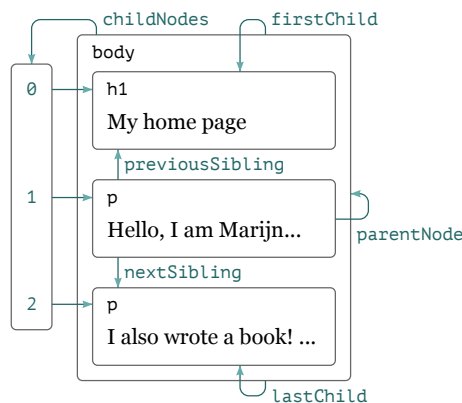 childNodes
firstChild
body
0
h1
My home page
previousSibling
1
p
Hello, I am Marijn...
parentNode
nextSibling
2
p
I also wrote a book! ...
lastChild